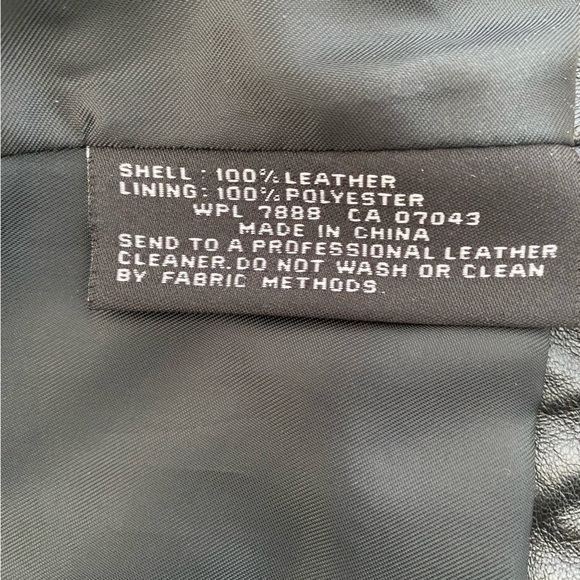 SHELL : 100% LEATHER
LINING: 100% POLYESTER
WPL 7888 CA 07043
MADE IN CHINA
SEND TO A PROFESSIONAL LEATHER
CLEANER. DO NOT WASH OR CLEAN
BY FABRIC METHODS.